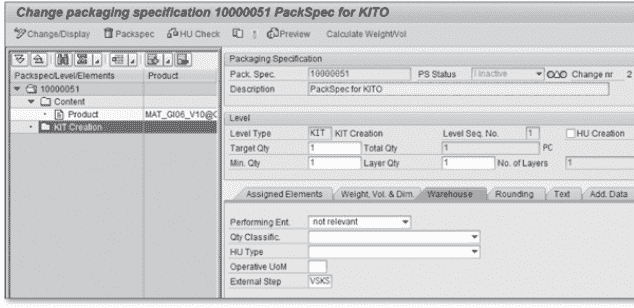 Change packaging specification 10000051 PackSpec for KITO
Change/Display Packspec HU Check Preview Calculate Weight/Vol
Packspec/Level/Elements Product
10000051
Content
Product MAT_GI06_V10@C
KIT Creation
Packaging Specification
Pack. Spec. 10000051 PS Status I Inactive Change nr 2
Description PackSpec for KITO
Level
Level Type KIT KIT Creation Level Seq. No. 1 HU Creation
Target Qty 1 Total Qty 1 PC
Min. Qty 1 Layer Qty 1 No. of Layers 1
Assigned Elements Weight, Vol. & Dim. Warehouse Rounding Text Add. Data
Performing Ent. not relevant
Qty Classific.
HU Type
Operative UoM
External Step VSKS